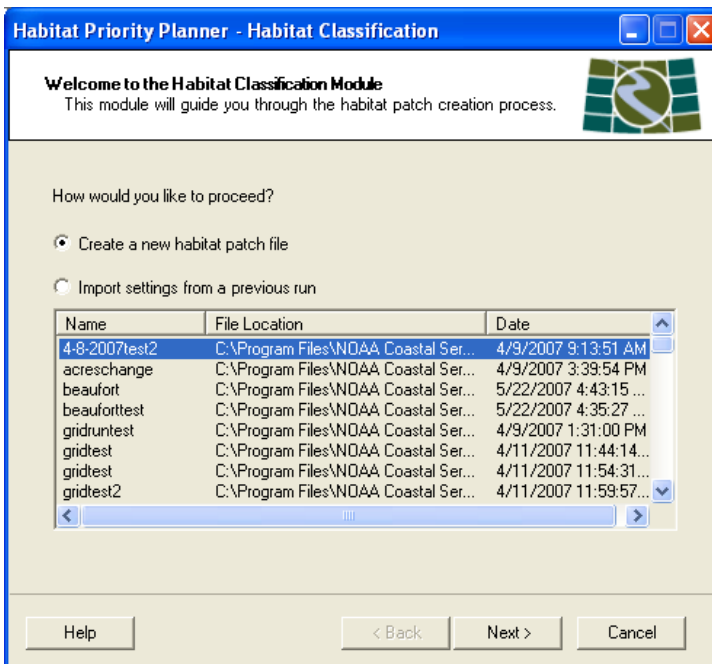 Habitat Priority Planner - Habitat Classification
Welcome to the Habitat Classification Module
This module will guide you through the habitat patch creation process.
How would you like to proceed?
Create a new habitat patch file
Import settings from a previous run
Name File Location Date
4-8-2007test2 C:\Program Files\NOAA Coastal Ser... 4/9/2007 9:13:51 AM
acreschange C:\Program Files\NOAA Coastal Ser... 4/9/2007 3:39:54 PM
beaufort C:\Program Files\NOAA Coastal Ser... 5/22/2007 4:43:15 ...
beauforttest C:\Program Files\NOAA Coastal Ser... 5/22/2007 4:35:27 ...
gridruntest C:\Program Files\NOAA Coastal Ser... 4/9/2007 1:31:00 PM
gridtest C:\Program Files\NOAA Coastal Ser... 4/11/2007 11:44:14...
gridtest C:\Program Files\NOAA Coastal Ser... 4/11/2007 11:54:31...
gridtest2 C:\Program Files\NOAA Coastal Ser... 4/11/2007 11:59:57...
Help < Back Next > Cancel